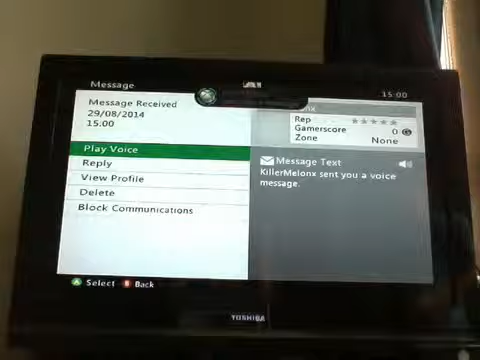 Message
15:00
Message Received
29/08/2014
15.00
Rep
Gamerscore 0 G
Zone None
Play Voice
Reply
View Profile
Delete
Block Communications
Message Text
KillerMelonx sent you a voice
message.
A Select B Back
TOSHIBA